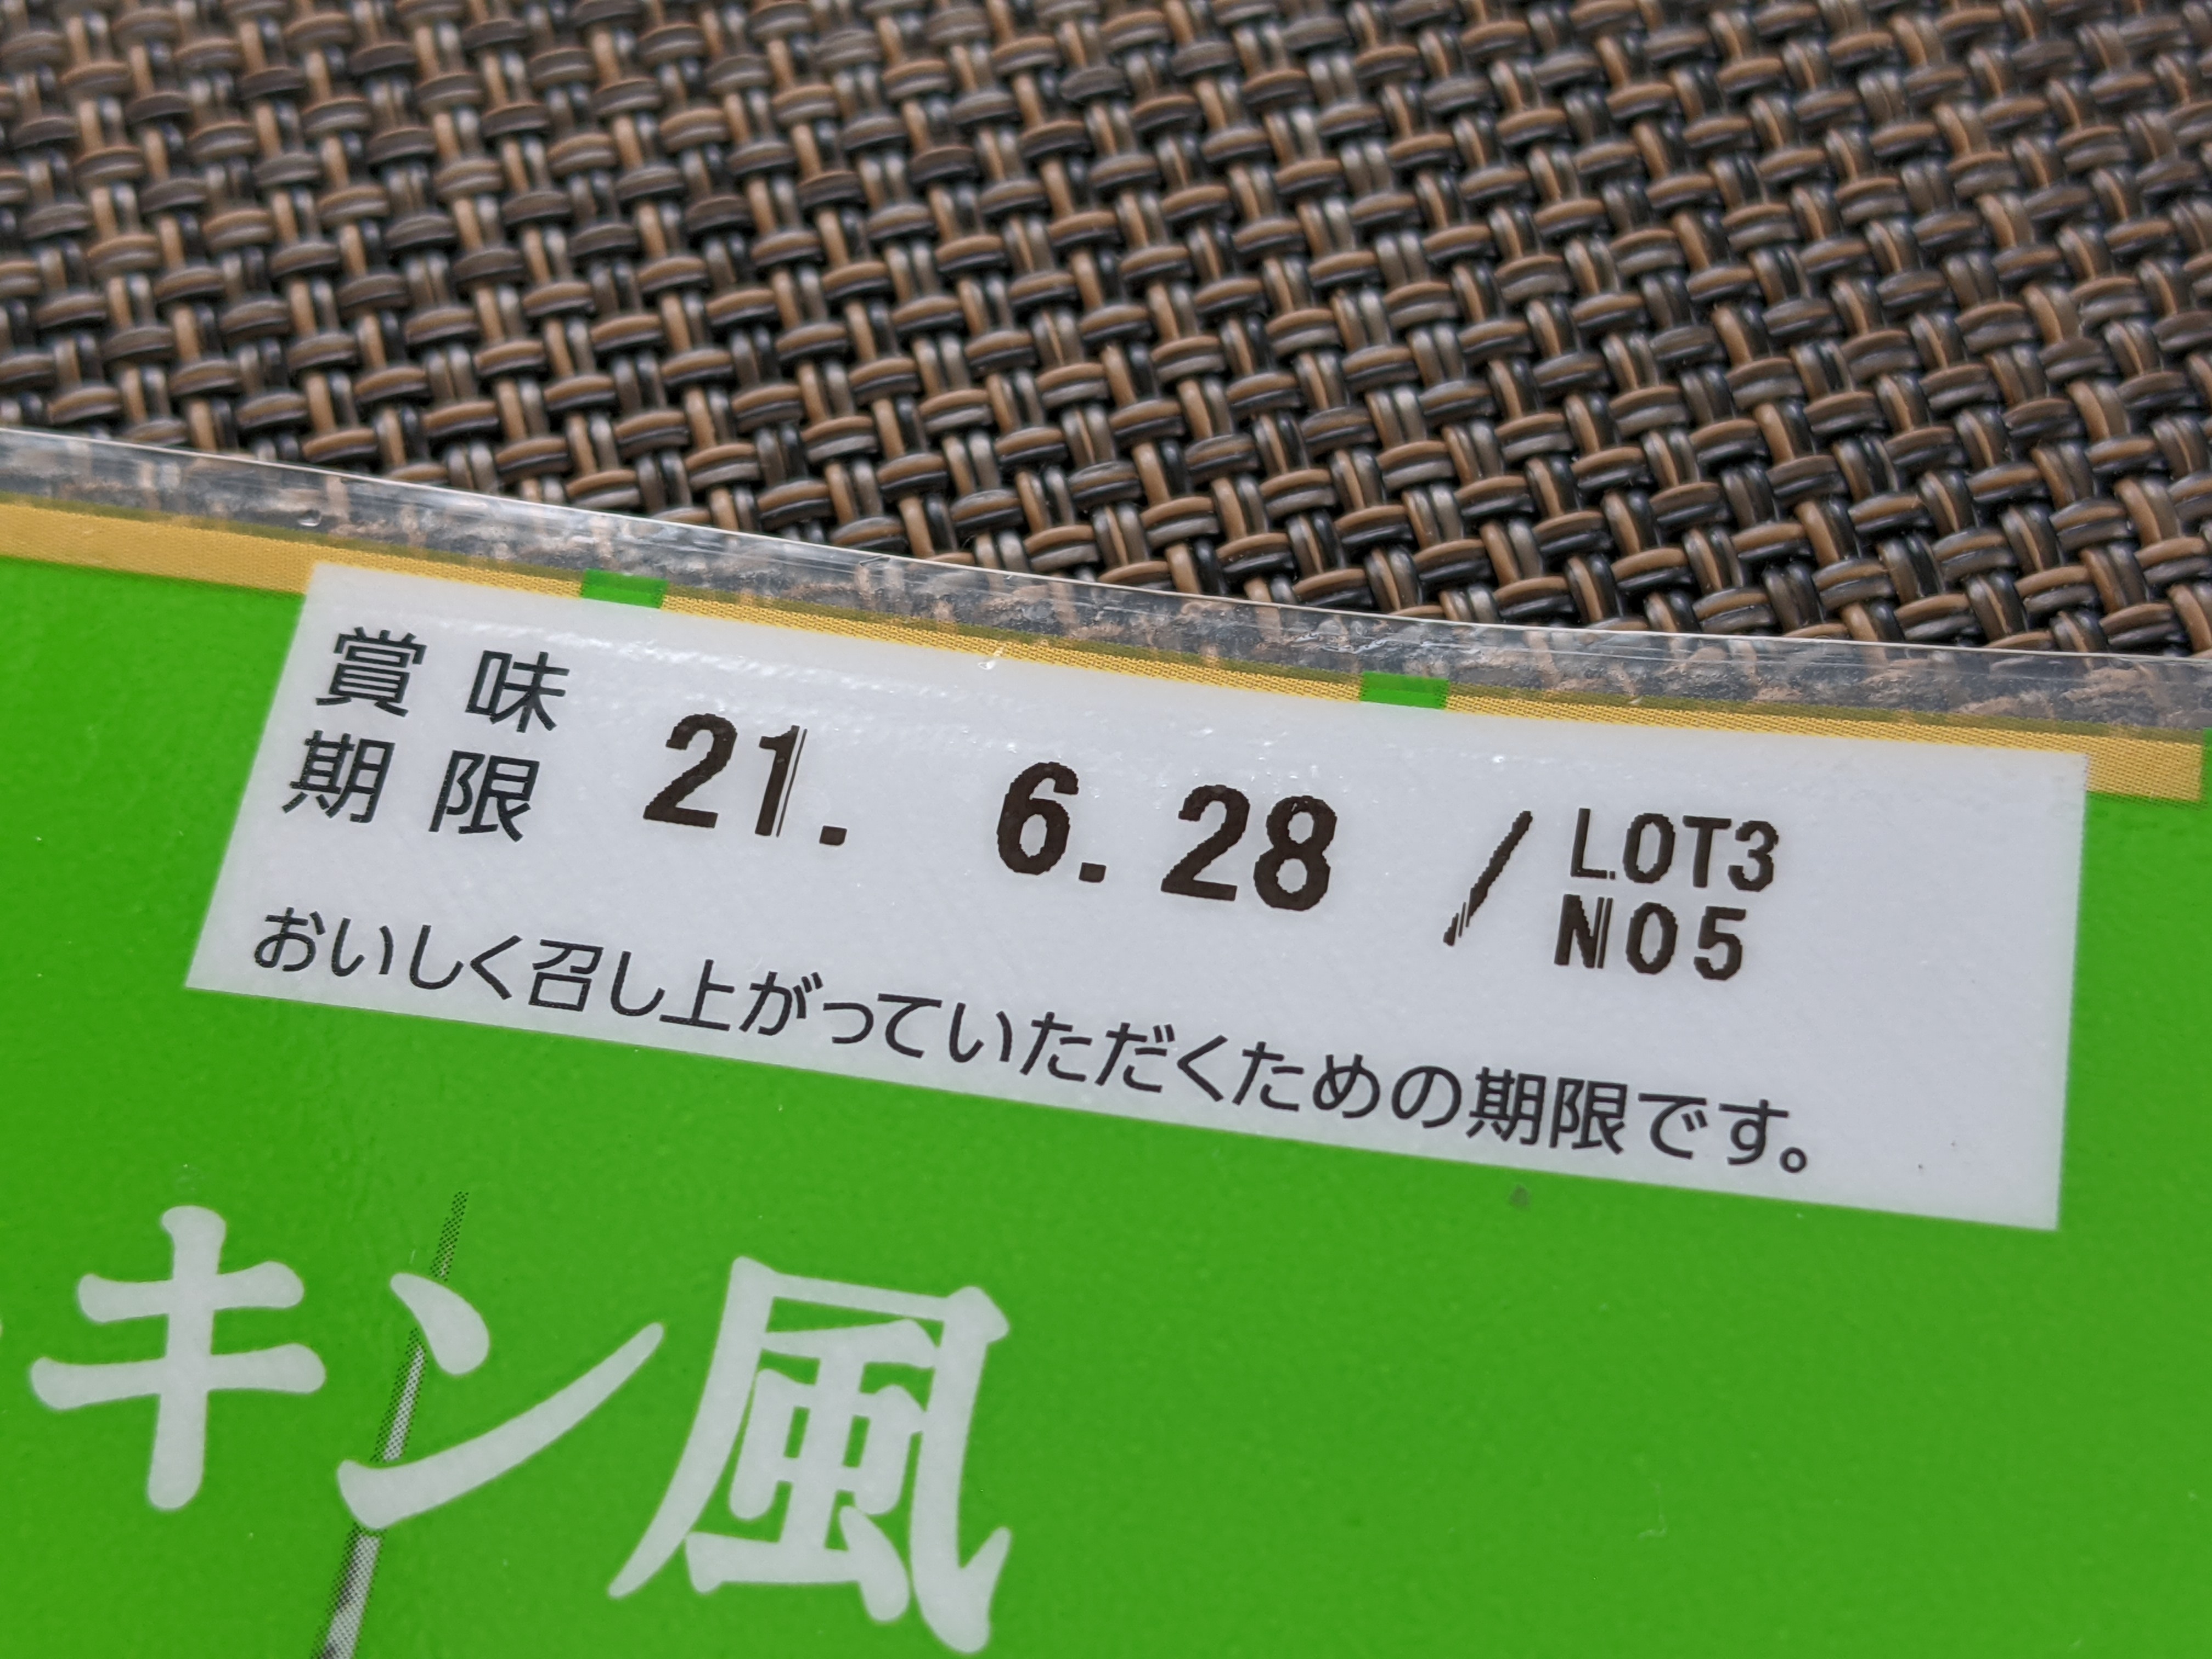 賞味
期限
21. 6.28 / LOT3
NO5
おいしく召し上がっていただくための期限です。
キン風